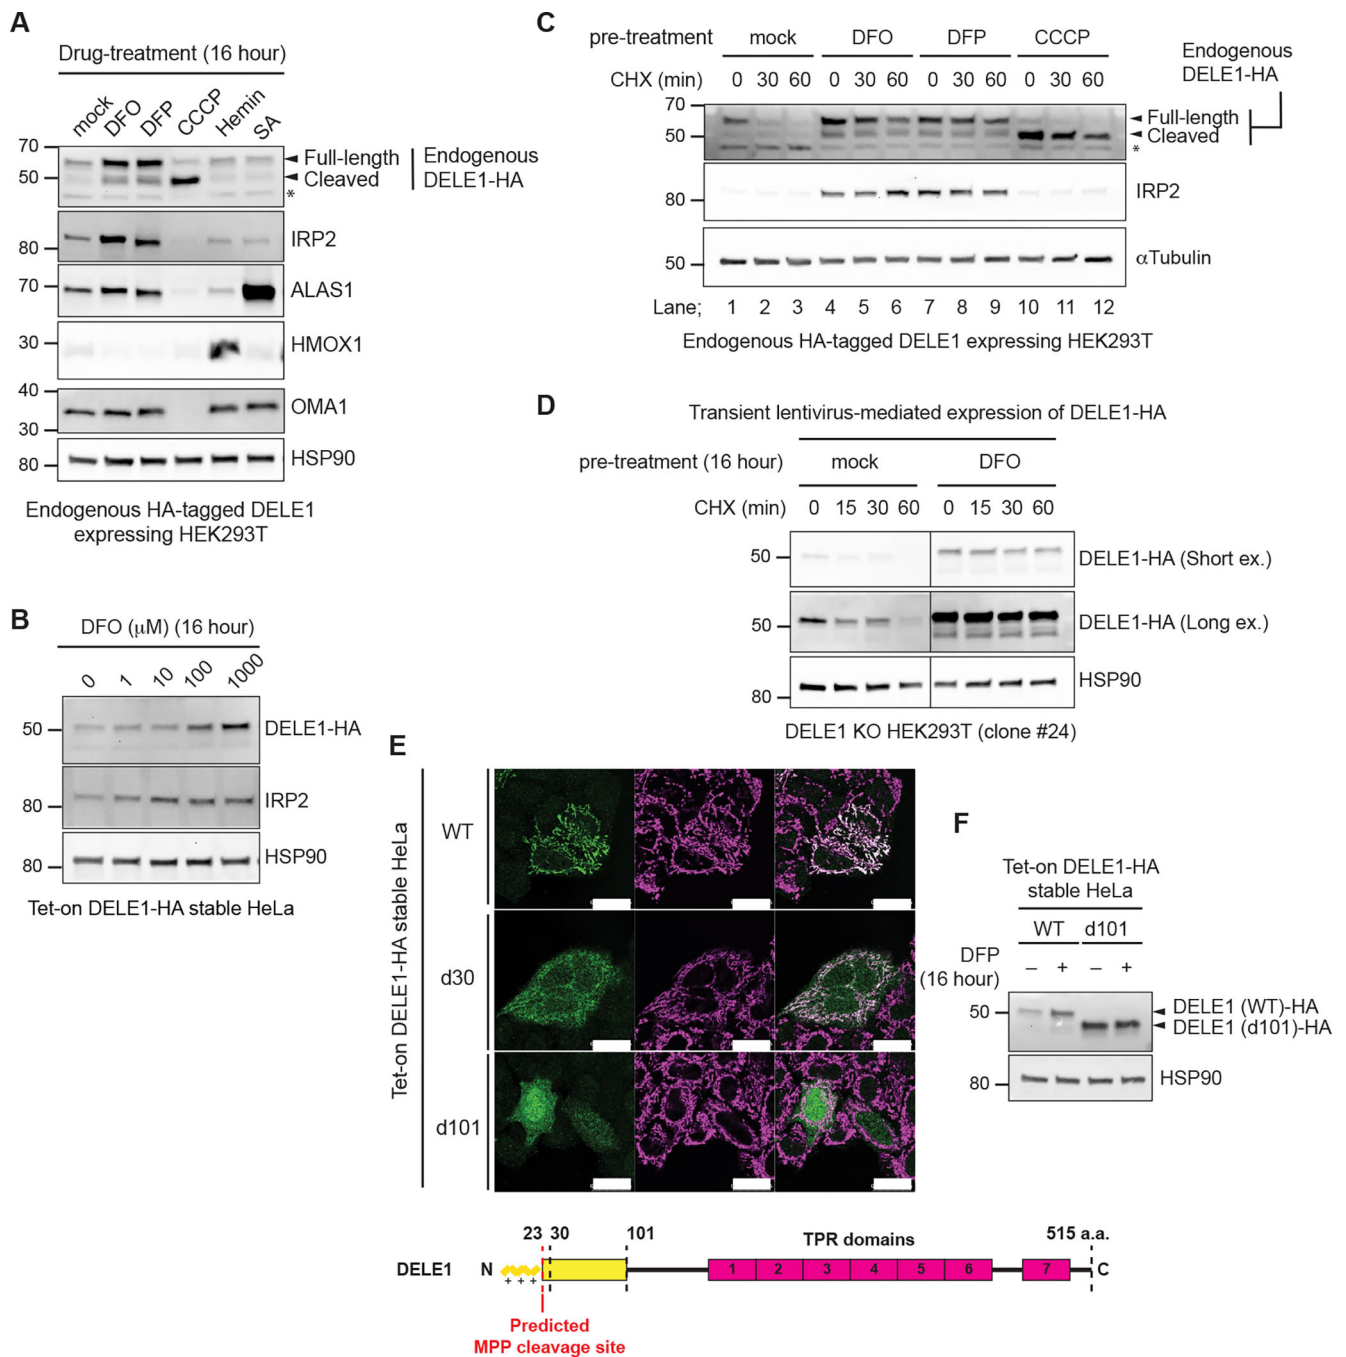 A
Drug-treatment (16 hour)
mock DFO DFP CCCP Hemin SA
70
50
Full-length
Cleaved
*
Endogenous
DELE1-HA
80
IRP2
70
ALAS1
30
HMOX1
40
30
OMA1
80
HSP90
Endogenous HA-tagged DELE1
expressing HEK293T
B
DFO (μM) (16 hour)
0 1 10 100 1000
50
DELE1-HA
80
IRP2
80
HSP90
Tet-on DELE1-HA stable HeLa
C
pre-treatment mock DFO DFP CCCP
CHX (min) 0 30 60 0 30 60 0 30 60 0 30 60
Endogenous
DELE1-HA
70
50
Full-length
Cleaved
*
80
IRP2
50
αTubulin
Lane; 1 2 3 4 5 6 7 8 9 10 11 12
Endogenous HA-tagged DELE1 expressing HEK293T
D
Transient lentivirus-mediated expression of DELE1-HA
pre-treatment (16 hour) mock DFO
CHX (min) 0 15 30 60 0 15 30 60
50
DELE1-HA (Short ex.)
50
DELE1-HA (Long ex.)
80
HSP90
DELE1 KO HEK293T (clone #24)
E
Tet-on DELE1-HA stable HeLa
WT
d30
d101
F
Tet-on DELE1-HA
stable HeLa
WT d101
DFP
(16 hour)
– + – +
50
DELE1 (WT)-HA
DELE1 (d101)-HA
80
HSP90
23 30 101 TPR domains 515 a.a.
DELE1 N 1 2 3 4 5 6 7 C
+ + +
Predicted
MPP cleavage site